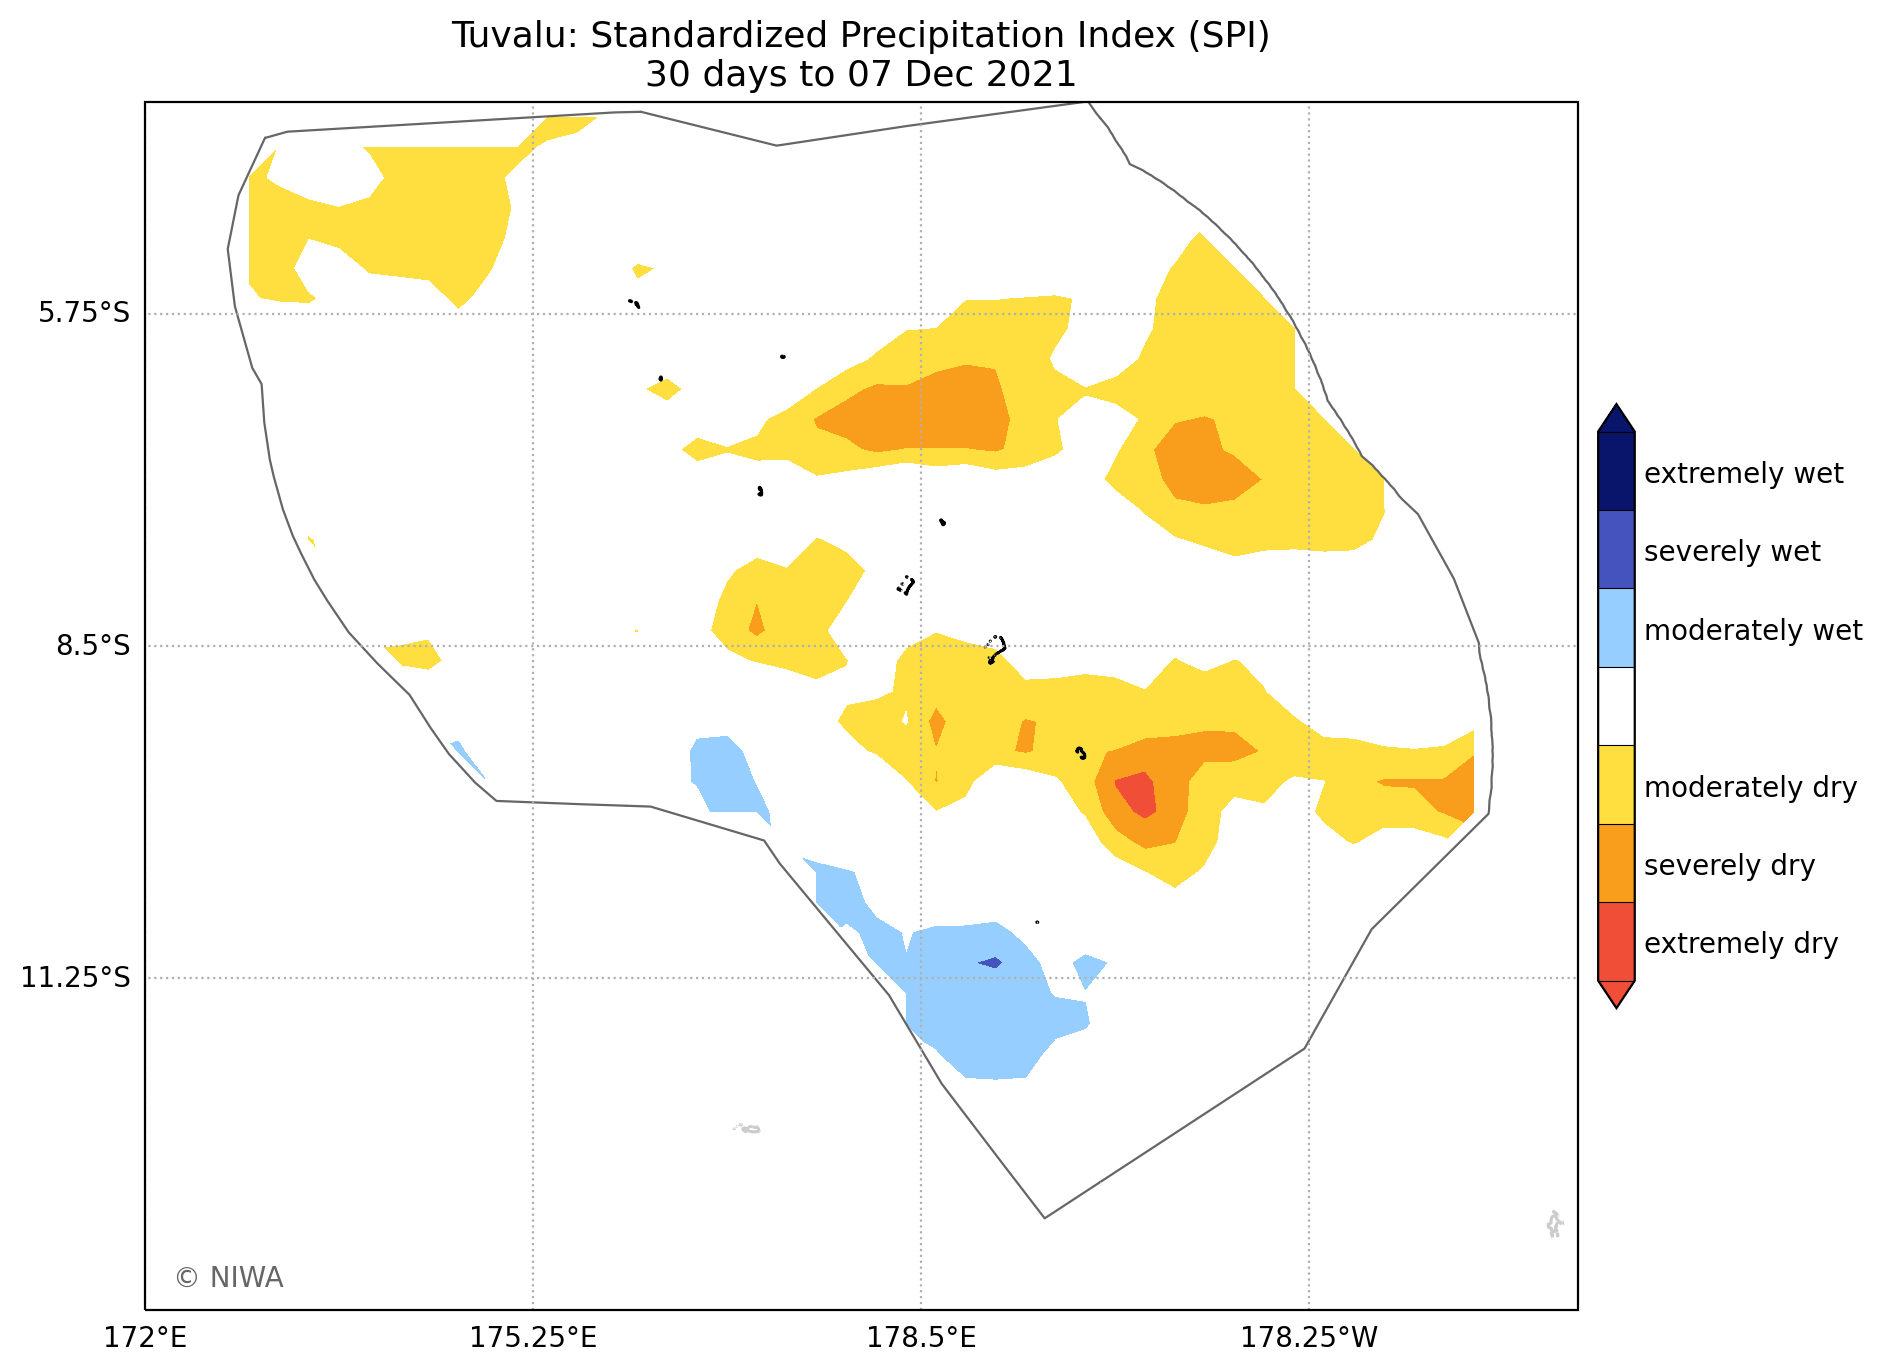 Tuvalu: Standardized Precipitation Index (SPI)
30 days to 07 Dec 2021
5.75°S
8.5°S
11.25°S
172°E
175.25°E
178.5°E
178.25°W
extremely wet
severely wet
moderately wet
moderately dry
severely dry
extremely dry
© NIWA